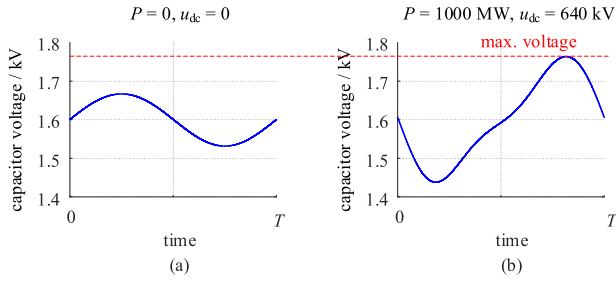 P = 0, u_dc = 0
capacitor voltage / kV
1.8
1.7
1.6
1.5
1.4
0
T
time
(a)
P = 1000 MW, u_dc = 640 kV
max. voltage
capacitor voltage / kV
1.8
1.7
1.6
1.5
1.4
0
T
time
(b)